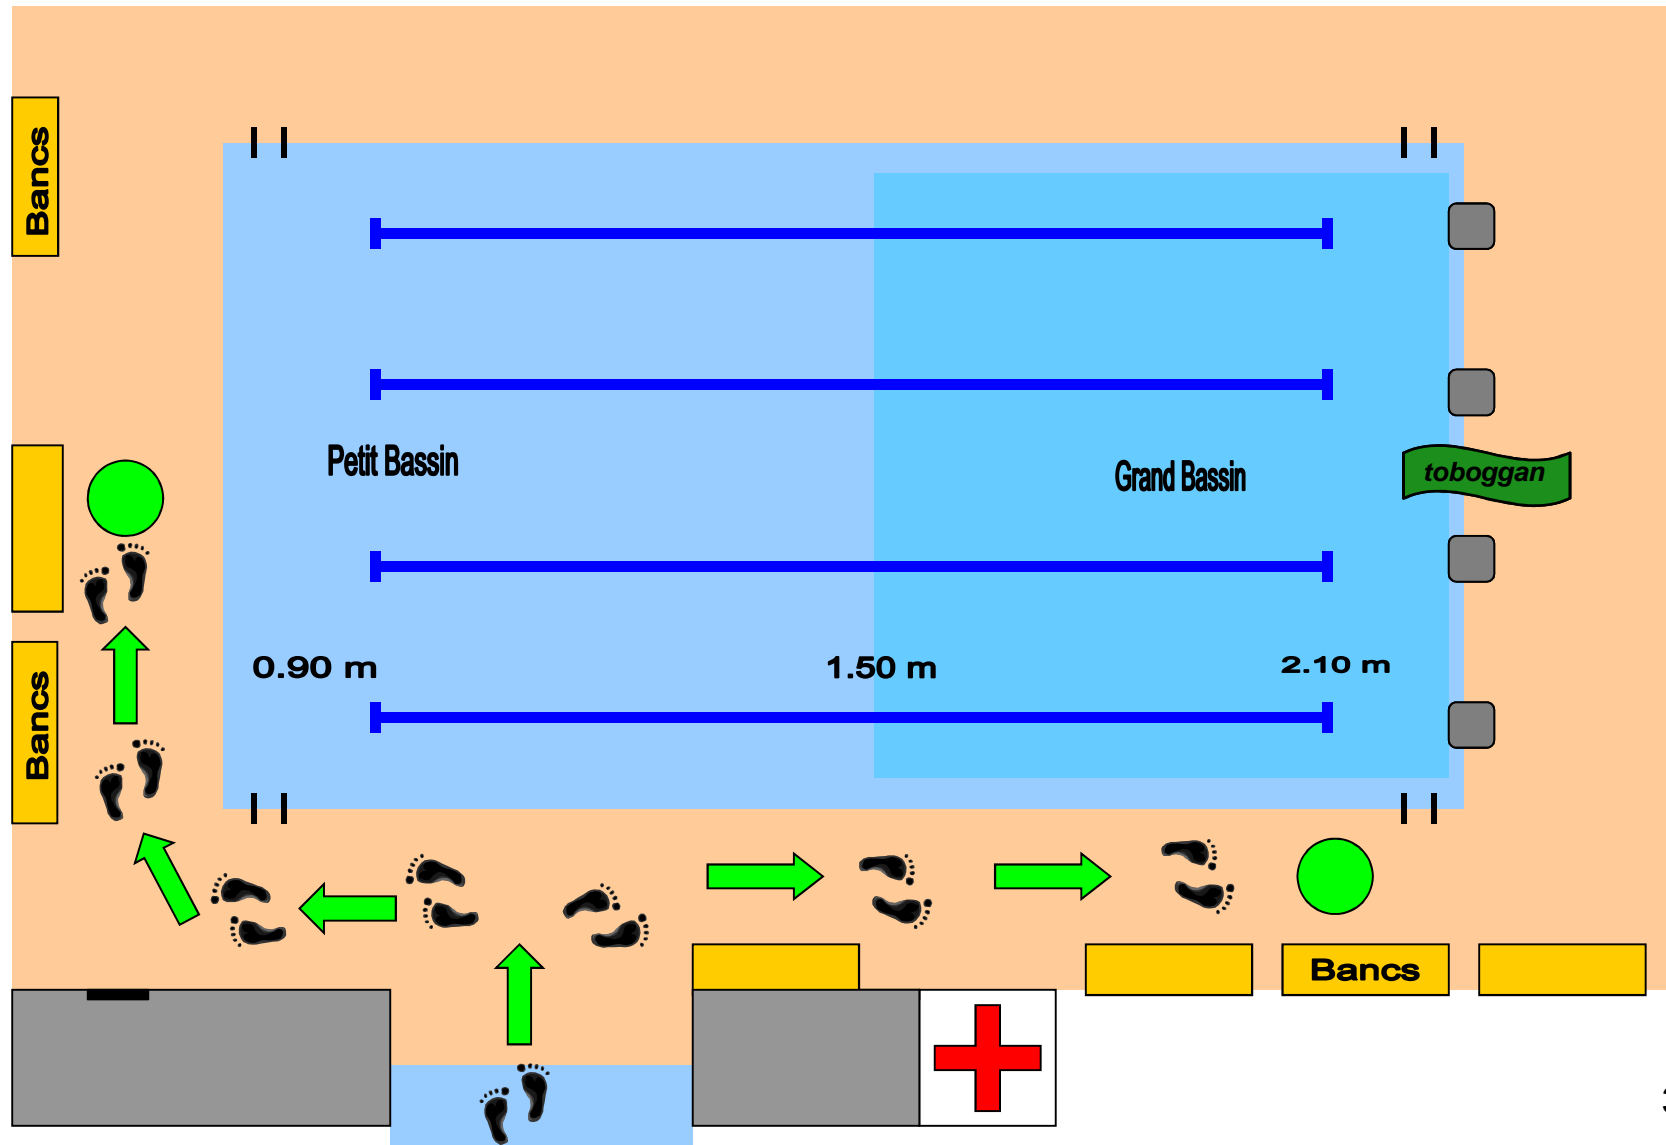 Bancs
Petit Bassin
Grand Bassin
toboggan
0.90 m
1.50 m
2.10 m
Bancs
Bancs